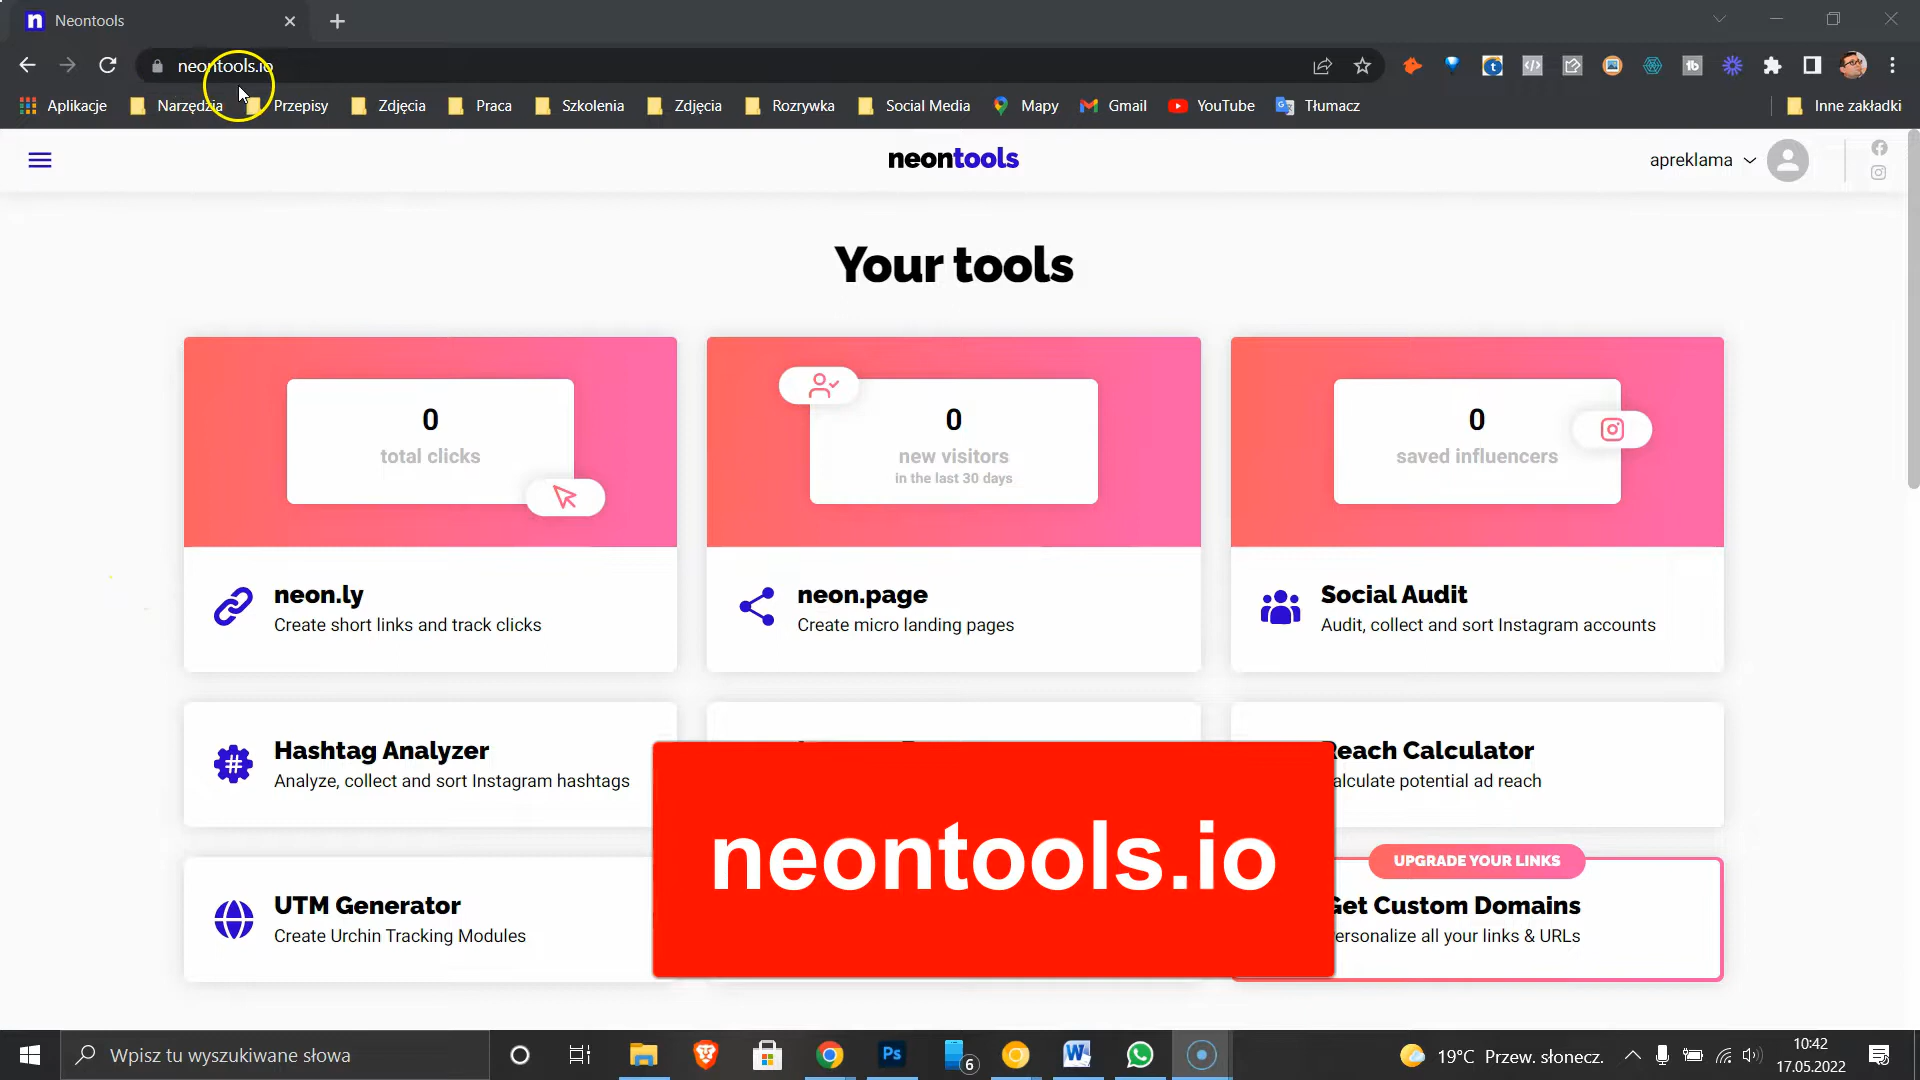 Neontools
neontools.io
Aplikacje
Narzędzia
Przepisy
Zdjęcia
Praca
Szkolenia
Zdjęcia
Rozrywka
Social Media
Mapy
Gmail
YouTube
Tłumacz
Inne zakładki
neontools
apreklama
Your tools
0
total clicks
0
new visitors
in the last 30 days
0
saved influencers
neon.ly
Create short links and track clicks
neon.page
Create micro landing pages
Social Audit
Audit, collect and sort Instagram accounts
Hashtag Analyzer
Analyze, collect and sort Instagram hashtags
Reach Calculator
alculate potential ad reach
UTM Generator
Create Urchin Tracking Modules
neontools.io
UPGRADE YOUR LINKS
Get Custom Domains
ersonalize all your links & URLs
Wpisz tu wyszukiwane słowa
Ps
6
19°C Przew. słonecz.
10:42
17.05.2022